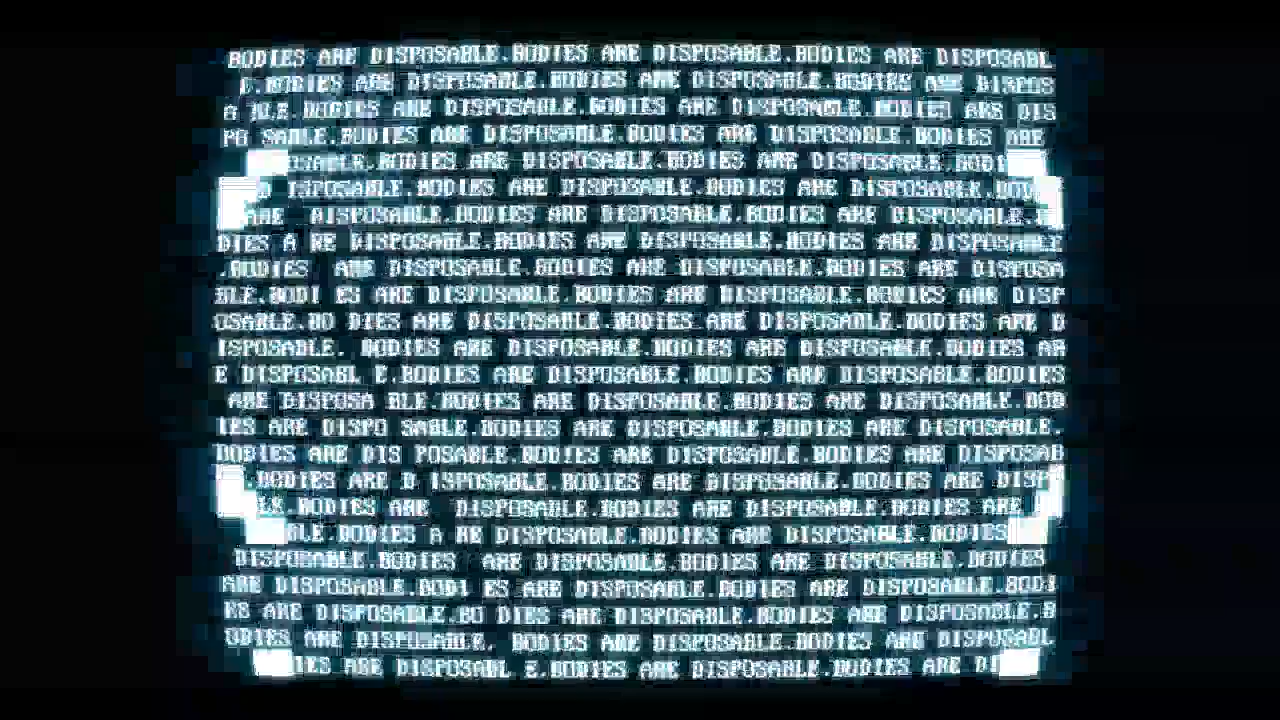 BODIES ARE DISPOSABLE.BODIES ARE DISPOSABLE.BODIES ARE DISPOSABL
E.BODIES ARE DISPOSABLE.BODIES ARE DISPOSABLE.BODIES ARE DISPOS
A BLE.BODIES ARE DISPOSABLE.BODIES ARE DISPOSABLE.BODIES ARE DIS
PO SABLE.BODIES ARE DISPOSABLE.BODIES ARE DISPOSABLE.BODIES ARE
OSABLE.BODIES ARE DISPOSABLE.BODIES ARE DISPOSABLE.BODI
D ISPOSABLE.BODIES ARE DISPOSABLE.BODIES ARE DISPOSABLE.BOD
ARE DISPOSABLE.BODIES ARE DISPOSABLE.BODIES ARE DISPOSABLE.B
DIES A RE DISPOSABLE.BODIES ARE DISPOSABLE.BODIES ARE DISPOSABLE
.BODIES ARE DISPOSABLE.BODIES ARE DISPOSABLE.BODIES ARE DISPOSA
BLE.BODI ES ARE DISPOSABLE.BODIES ARE DISPOSABLE.BODIES ARE DISP
OSABLE.BO DIES ARE DISPOSABLE.BODIES ARE DISPOSABLE.BODIES ARE D
ISPOSABLE. BODIES ARE DISPOSABLE.BODIES ARE DISPOSABLE.BODIES AR
E DISPOSABL E.BODIES ARE DISPOSABLE.BODIES ARE DISPOSABLE.BODIES
ARE DISPOSA BLE.BODIES ARE DISPOSABLE.BODIES ARE DISPOSABLE.BOD
IES ARE DISPO SABLE.BODIES ARE DISPOSABLE.BODIES ARE DISPOSABLE.
BODIES ARE DIS POSABLE.BODIES ARE DISPOSABLE.BODIES ARE DISPOSAB
.BODIES ARE D ISPOSABLE.BODIES ARE DISPOSABLE.BODIES ARE DISP
LE.BODIES ARE DISPOSABLE.BODIES ARE DISPOSABLE.BODIES ARE
BLE.BODIES A RE DISPOSABLE.BODIES ARE DISPOSABLE.BODIES
DISPOSABLE.BODIES ARE DISPOSABLE.BODIES ARE DISPOSABLE.BODIES
ARE DISPOSABLE.BODI ES ARE DISPOSABLE.BODIES ARE DISPOSABLE.BODI
ES ARE DISPOSABLE.BO DIES ARE DISPOSABLE.BODIES ARE DISPOSABLE.B
ODIES ARE DISPOSABLE. BODIES ARE DISPOSABLE.BODIES ARE DISPOSABL
IES ARE DISPOSABL E.BODIES ARE DISPOSABLE.BODIES ARE DI